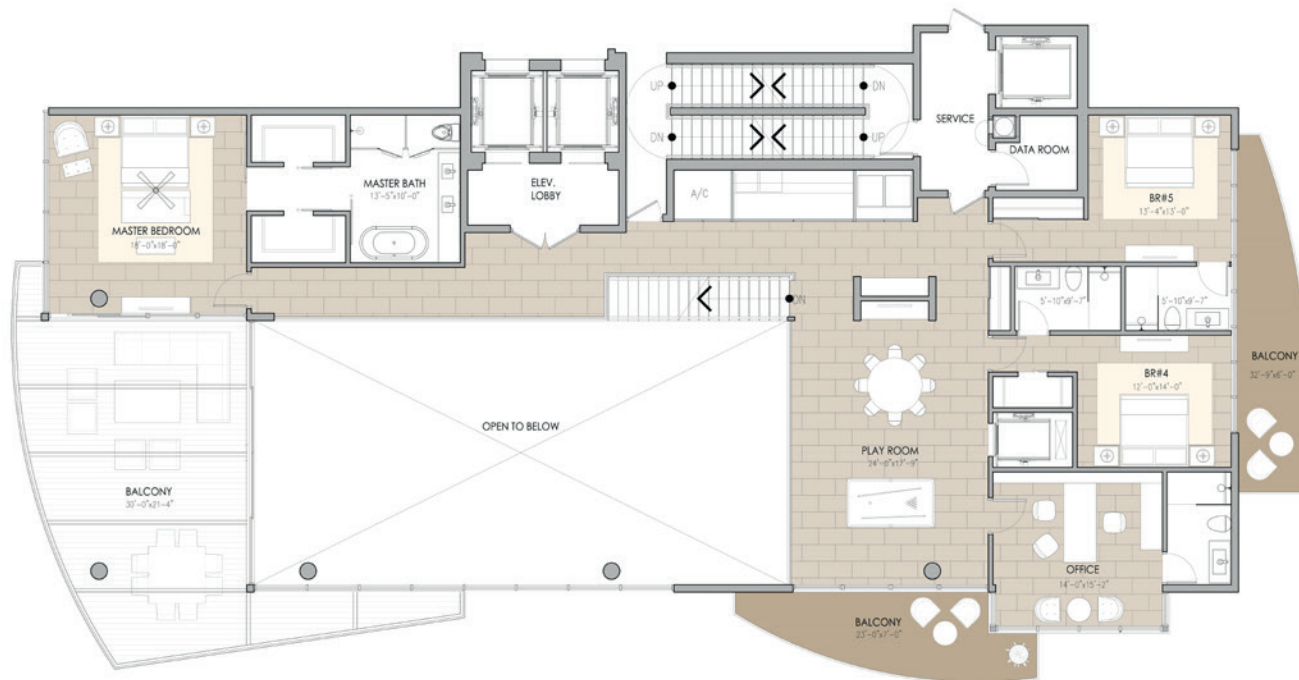 UP
DN
DN
UP
SERVICE
DATA ROOM
MASTER BATH
13'-5"x10'-0"
ELEV.
LOBBY
A/C
BR#5
13'-4"x13'-0"
MASTER BEDROOM
18'-0"x18'-0"
5'-10"x9'-7"
5'-10"x9'-7"
DN
BALCONY
32'-9"x6'-0"
BR#4
12'-0"x14'-0"
OPEN TO BELOW
PLAY ROOM
24'-0"x17'-9"
BALCONY
30'-0"x21'-4"
OFFICE
14'-0"x15'-2"
BALCONY
23'-0"x7'-0"